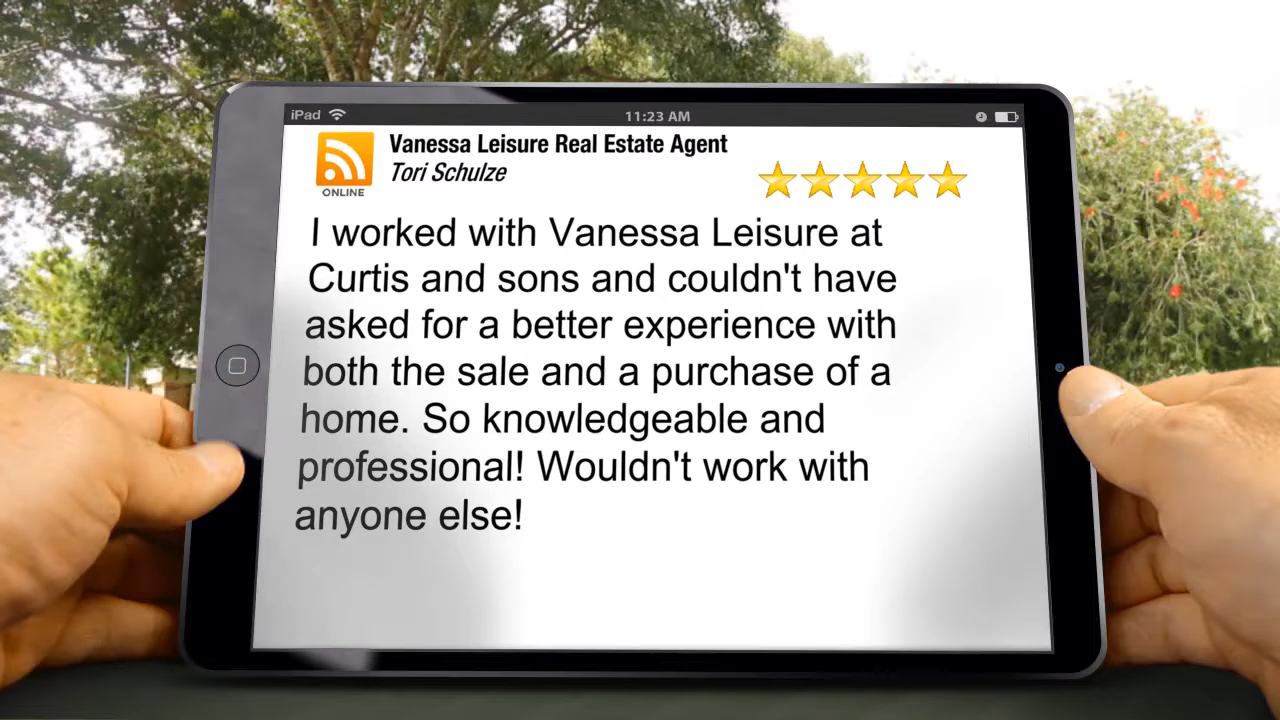 iPad 11:23 AM
Vanessa Leisure Real Estate Agent
Tori Schulze
ONLINE
I worked with Vanessa Leisure at
Curtis and sons and couldn't have
asked for a better experience with
both the sale and a purchase of a
home. So knowledgeable and
professional! Wouldn't work with
anyone else!